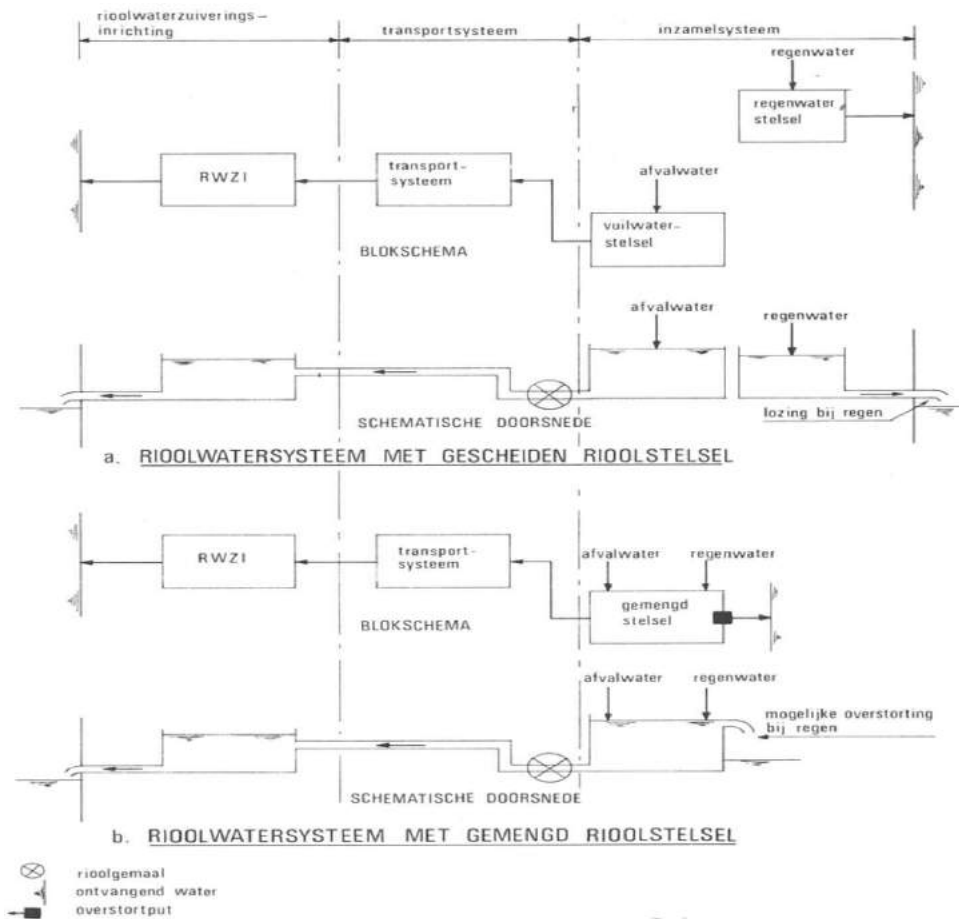 rioolwaterzuiverings-
inrichting
transportsysteem
inzamelsysteem
regenwater
regenwater
stelsel
RWZI
transport-
systeem
afvalwater
vuilwater-
stelsel
BLOKSCHEMA
afvalwater
regenwater
SCHEMATISCHE DOORSNEDE
lozing bij regen
a. RIOOLWATERSYSTEEM MET GESCHEIDEN RIOOLSTELSEL
RWZI
transport-
systeem
afvalwater
regenwater
gemengd
stelsel
BLOKSCHEMA
afvalwater
regenwater
mogelijke overstorting
bij regen
SCHEMATISCHE DOORSNEDE
b. RIOOLWATERSYSTEEM MET GEMENGD RIOOLSTELSEL
rioolgemaal
ontvangend water
overstortput